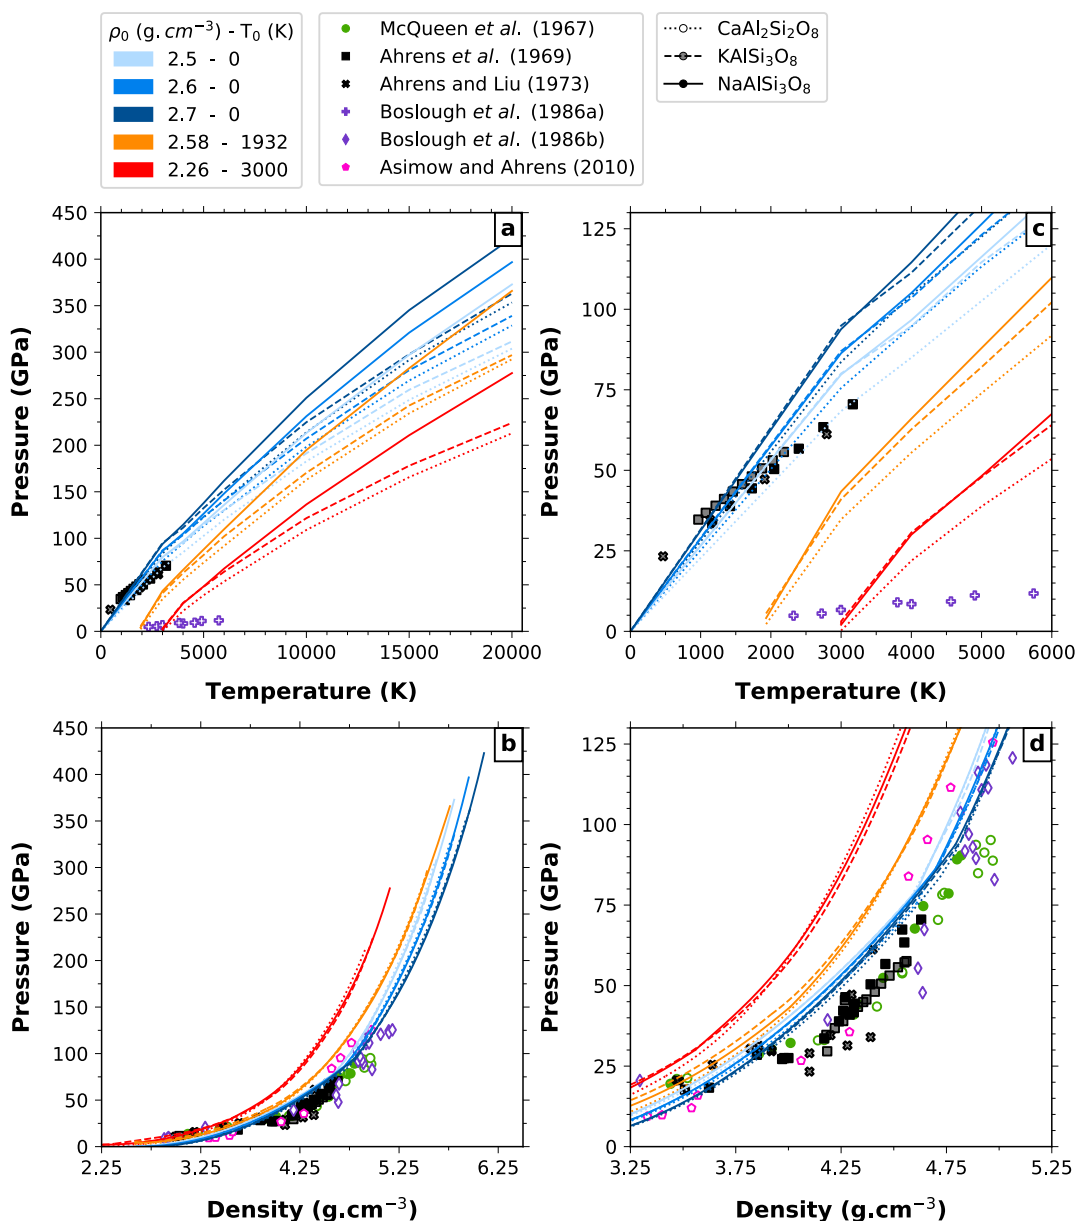 ρ₀ (g.cm⁻³) - T₀ (K)
2.5 - 0
2.6 - 0
2.7 - 0
2.58 - 1932
2.26 - 3000
McQueen et al. (1967)
Ahrens et al. (1969)
Ahrens and Liu (1973)
Boslough et al. (1986a)
Boslough et al. (1986b)
Asimow and Ahrens (2010)
CaAl₂Si₂O₈
KAlSi₃O₈
NaAlSi₃O₈
a
450
400
350
300
250
200
150
100
50
0
Pressure (GPa)
0 5000 10000 15000 20000
Temperature (K)
c
125
100
75
50
25
0
Pressure (GPa)
0 1000 2000 3000 4000 5000 6000
Temperature (K)
b
450
400
350
300
250
200
150
100
50
0
Pressure (GPa)
2.25 3.25 4.25 5.25 6.25
Density (g.cm⁻³)
d
125
100
75
50
25
0
Pressure (GPa)
3.25 3.75 4.25 4.75 5.25
Density (g.cm⁻³)